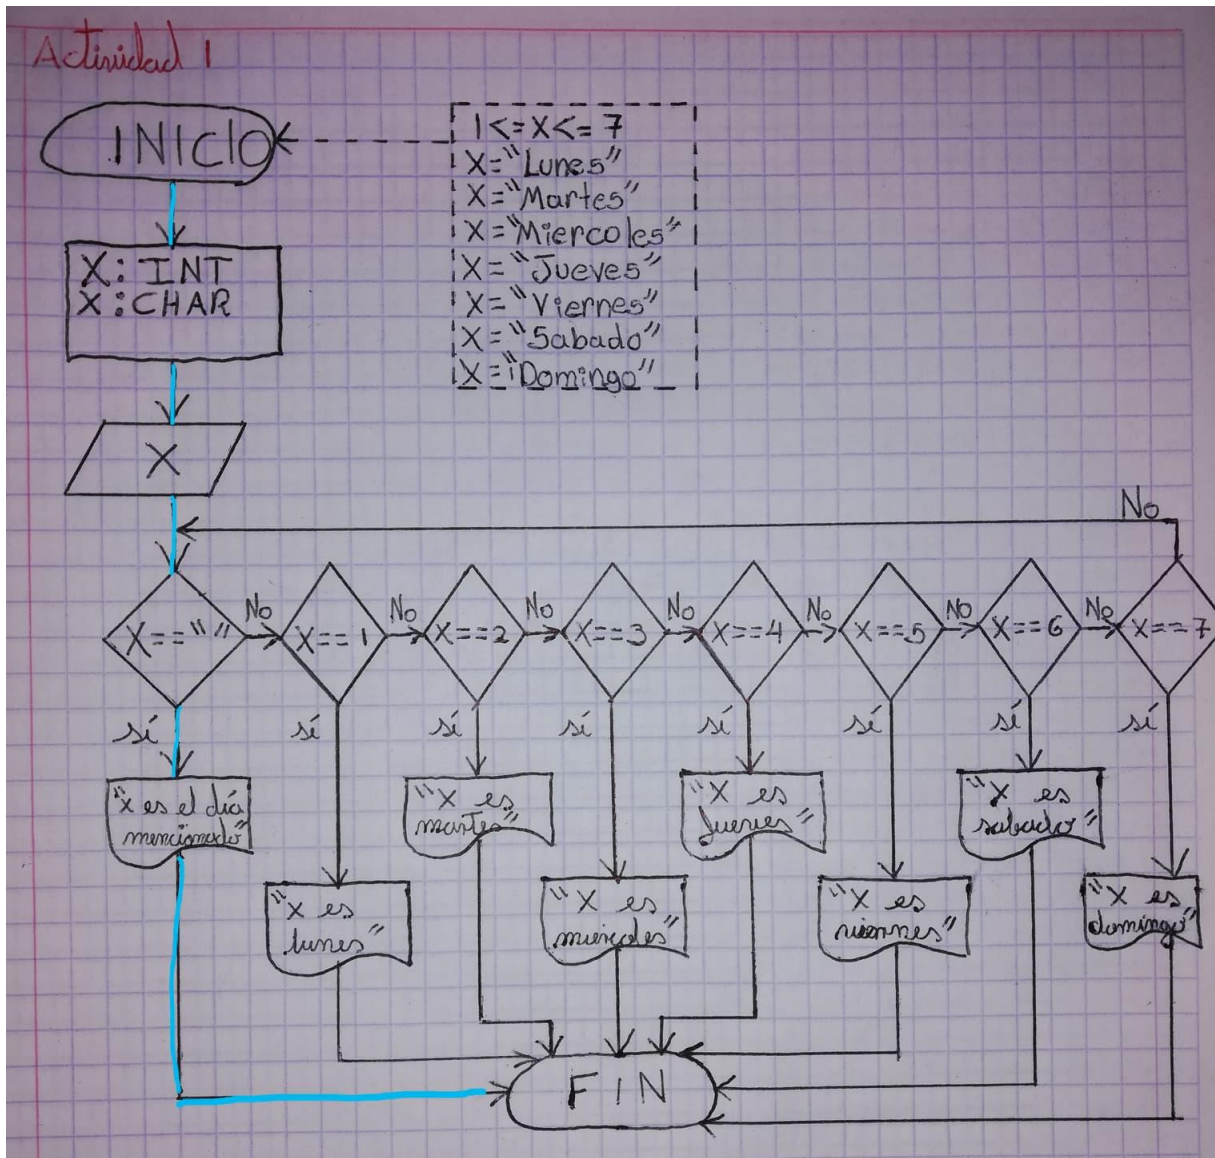 Actividad 1
INICIO
1<=X<=7
X="Lunes"
X="Martes"
X="Miercoles"
X="Jueves"
X="Viernes"
X="Sabado"
X="Domingo"
X: INT
X: CHAR
X
No
X==""
No
X==1
No
X==2
No
X==3
No
X==4
No
X==5
No
X==6
No
X==7
sí
sí
sí
sí
sí
sí
sí
sí
"X es el día
mencionado"
"X es
martes"
"X es
Jueves"
"X es
sabado"
"X es
lunes"
"X es
miércoles"
"X es
viernes"
"X es
domingo"
FIN